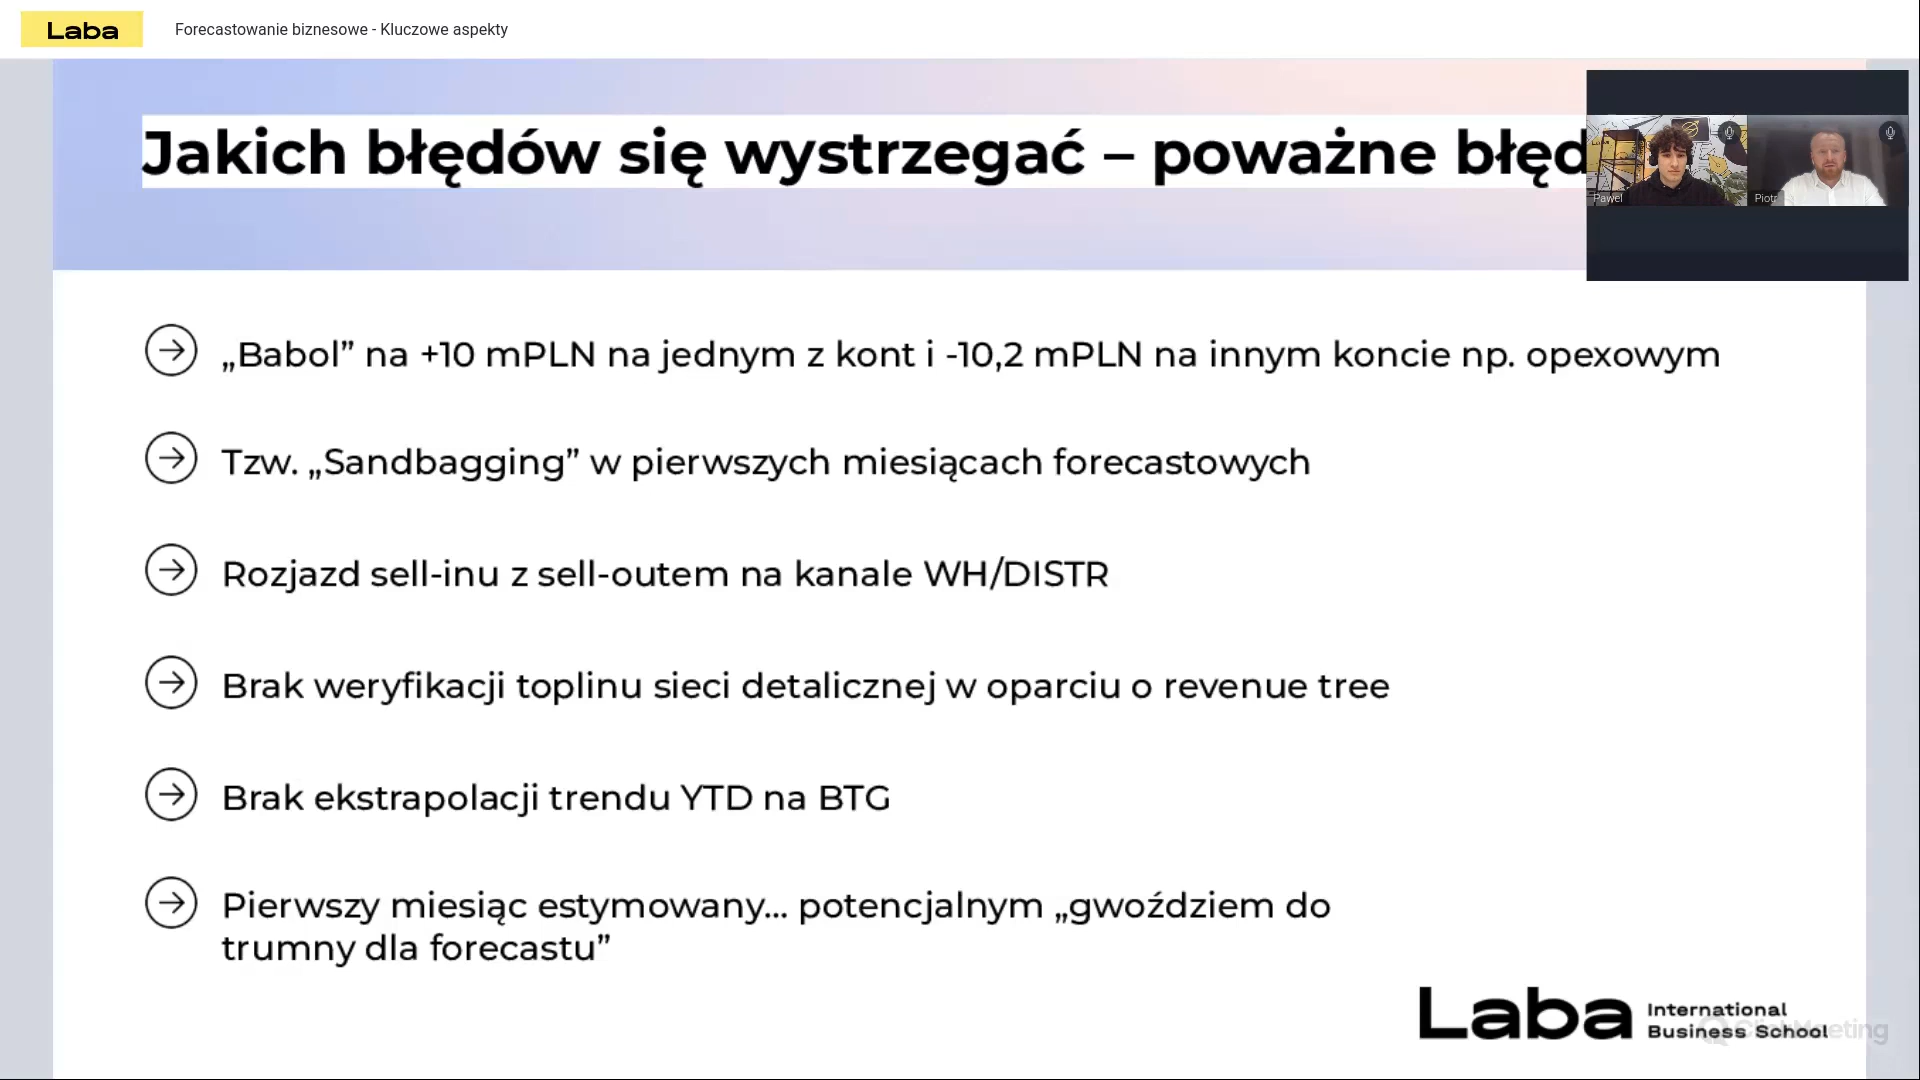 Laba
Forecastowanie biznesowe - Kluczowe aspekty
Jakich błędów się wystrzegać – poważne błęd
Paweł
Piotr
„Babol” na +10 mPLN na jednym z kont i -10,2 mPLN na innym koncie np. opexowym
Tzw. „Sandbagging” w pierwszych miesiącach forecastowych
Rozjazd sell-inu z sell-outem na kanale WH/DISTR
Brak weryfikacji toplinu sieci detalicznej w oparciu o revenue tree
Brak ekstrapolacji trendu YTD na BTG
Pierwszy miesiąc estymowany... potencjalnym „gwoździem do
trumny dla forecastu”
Laba
International
Business School
ClickMeeting